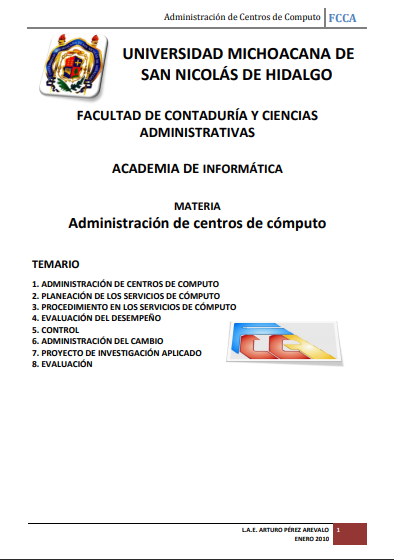 Administración de Centros de Computo FCCA
UNIVERSIDAD MICHOACANA DE
SAN NICOLÁS DE HIDALGO
FACULTAD DE CONTADURÍA Y CIENCIAS
ADMINISTRATIVAS
ACADEMIA DE INFORMÁTICA
MATERIA
Administración de centros de cómputo
TEMARIO
1. ADMINISTRACIÓN DE CENTROS DE COMPUTO
2. PLANEACIÓN DE LOS SERVICIOS DE CÓMPUTO
3. PROCEDIMIENTO EN LOS SERVICIOS DE CÓMPUTO
4. EVALUACIÓN DEL DESEMPEÑO
5. CONTROL
6. ADMINISTRACIÓN DEL CAMBIO
7. PROYECTO DE INVESTIGACIÓN APLICADO
8. EVALUACIÓN
L.A.E. ARTURO PÉREZ AREVALO 1
ENERO 2010